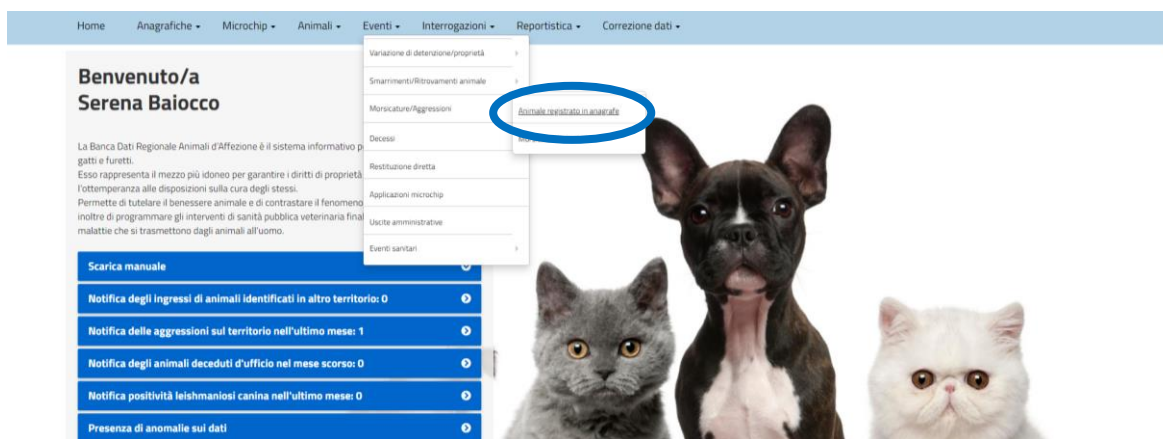 Home Anagrafiche Microchip Animali Eventi Interrogazioni Reportistica Correzione dati
Variazione di detenzione/proprietà
Smarrimenti/Ritrovamenti animale
Morsicature/Aggressioni
Animale registrato in anagrafe
Decessi
Restituzione diretta
Applicazioni microchip
Uscite amministrative
Eventi sanitari
Benvenuto/a
Serena Baiocco
La Banca Dati Regionale Animali d'Affezione è il sistema informativo p
gatti e furetti.
Esso rappresenta il mezzo più idoneo per garantire i diritti di proprietà
l'ottemperanza alle disposizioni sulla cura degli stessi.
Permette di tutelare il benessere animale e di contrastare il fenomeno
inoltre di programmare gli interventi di sanità pubblica veterinaria final
malattie che si trasmettono dagli animali all'uomo.
Scarica manuale
Notifica degli ingressi di animali identificati in altro territorio: 0
Notifica delle aggressioni sul territorio nell'ultimo mese: 1
Notifica degli animali deceduti d'ufficio nel mese scorso: 0
Notifica positività leishmaniosi canina nell'ultimo mese: 0
Presenza di anomalie sui dati